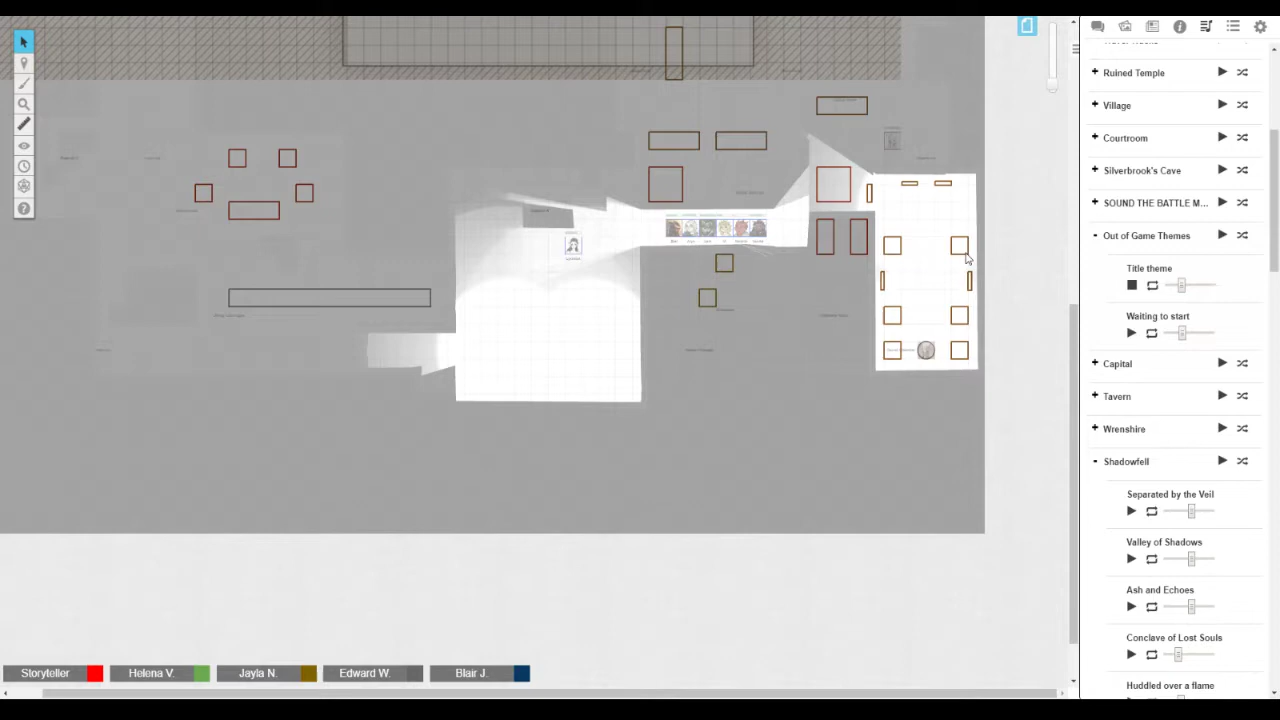 Ruined Temple
Village
Courtroom
Silverbrook's Cave
SOUND THE BATTLE M...
Out of Game Themes
Title theme
Waiting to start
Capital
Tavern
Wrenshire
Shadowfell
Separated by the Veil
Valley of Shadows
Ash and Echoes
Conclave of Lost Souls
Huddled over a flame
Storyteller
Helena V.
Jayla N.
Edward W.
Blair J.